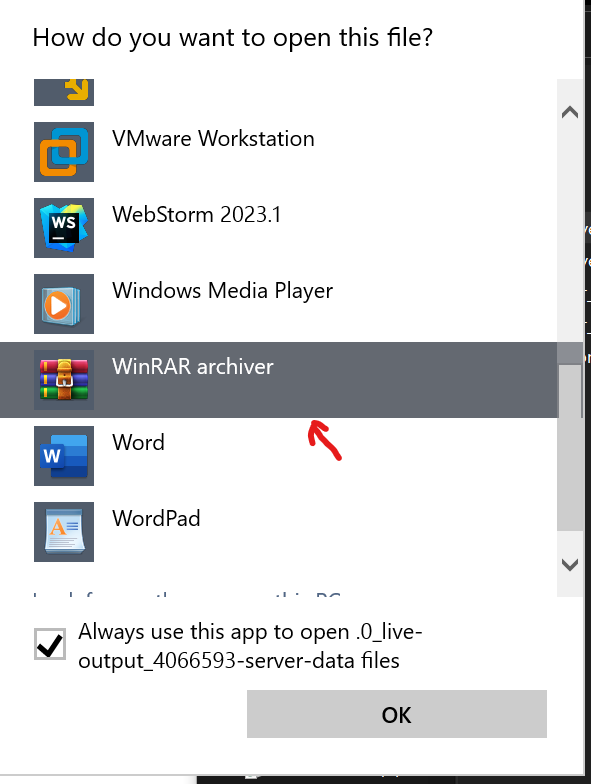 How do you want to open this file?
VMware Workstation
WS
WebStorm 2023.1
Windows Media Player
WinRAR archiver
W
Word
A
WordPad
Always use this app to open .0_live-
output_4066593-server-data files
OK